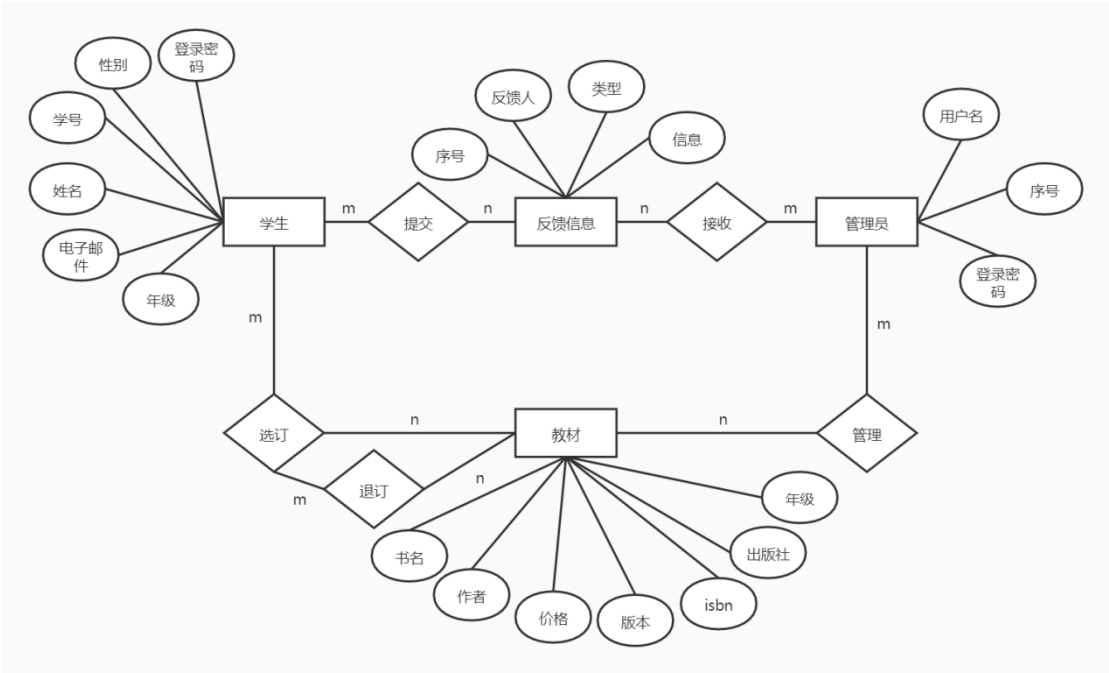 登录密
码
性别
学号
姓名
电子邮
件
年级
学生
m
提交
n
反馈人
类型
序号
信息
反馈信息
n
接收
m
用户名
序号
管理员
登录密
码
m
m
选订
n
教材
n
管理
m
退订
n
书名
作者
价格
版本
isbn
出版社
年级